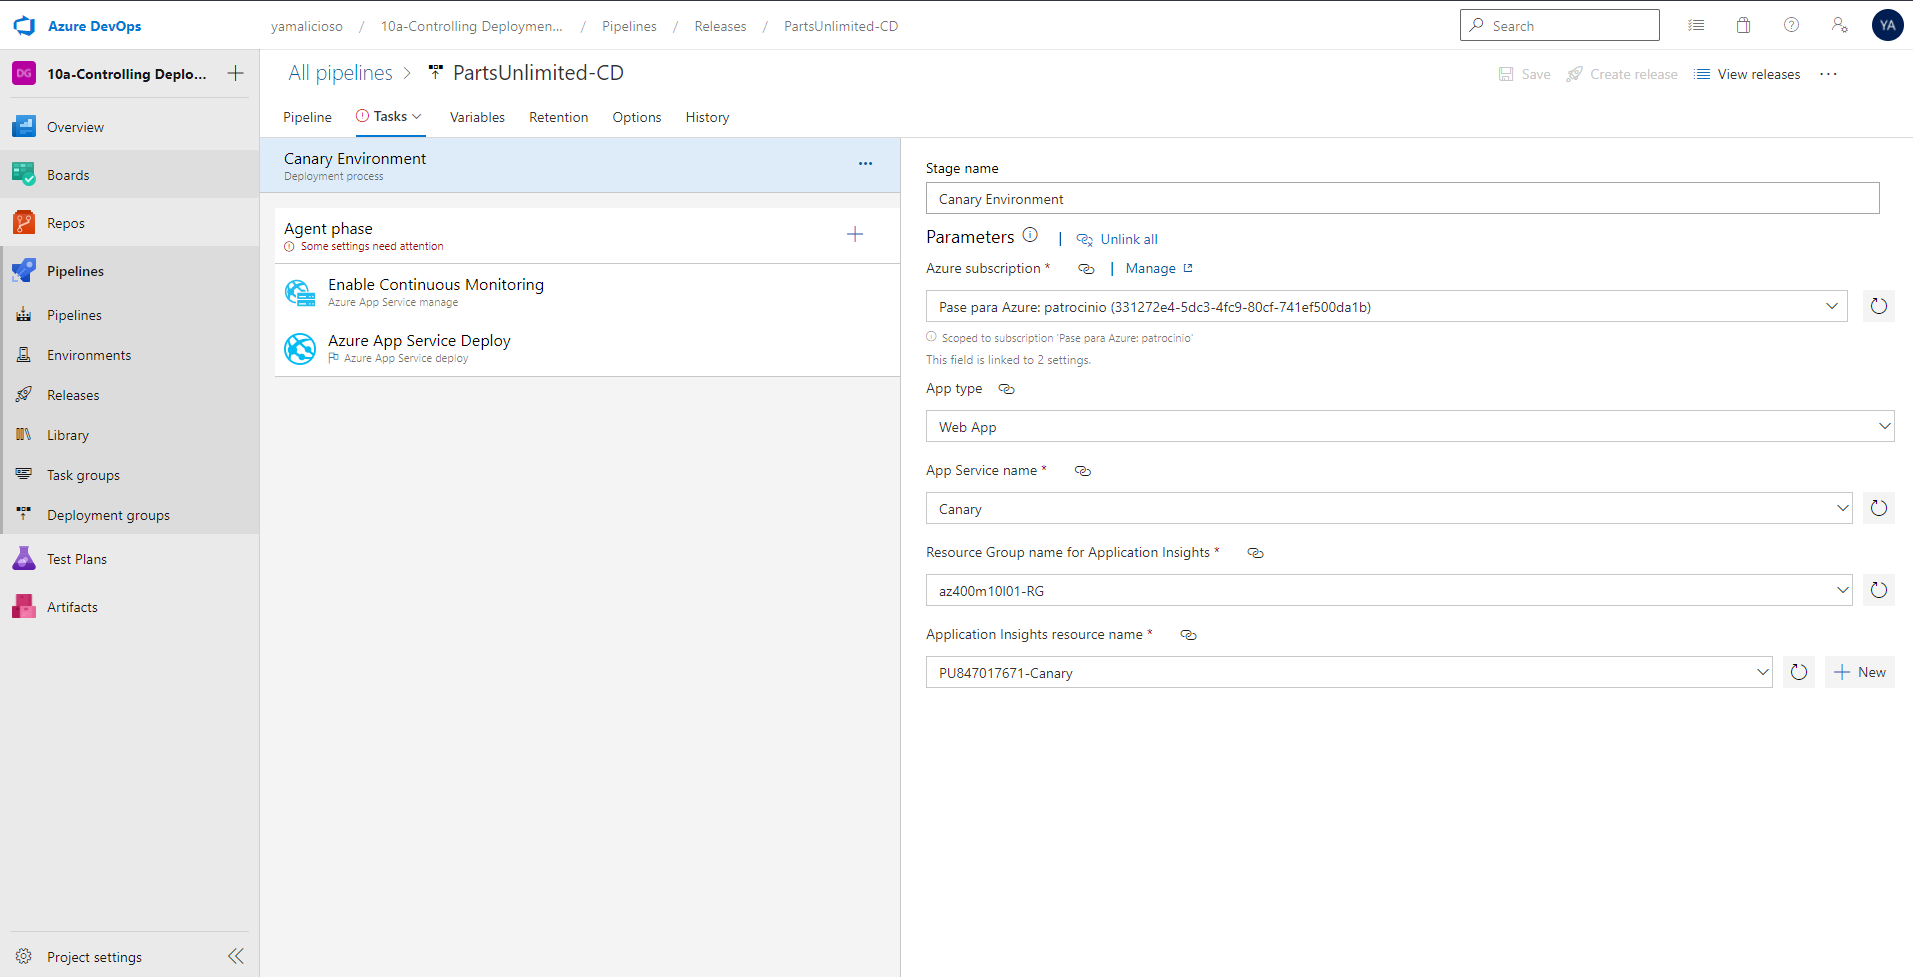 Azure DevOps
yamalicioso / 10a-Controlling Deploymen... / Pipelines / Releases / PartsUnlimited-CD
Search
YA
DG 10a-Controlling Deplo...
Overview
Boards
Repos
Pipelines
Pipelines
Environments
Releases
Library
Task groups
Deployment groups
Test Plans
Artifacts
Project settings
All pipelines > PartsUnlimited-CD
Save
Create release
View releases
...
Pipeline
Tasks
Variables
Retention
Options
History
Canary Environment
Deployment process
...
Agent phase
Some settings need attention
Enable Continuous Monitoring
Azure App Service manage
Azure App Service Deploy
Azure App Service deploy
Stage name
Canary Environment
Parameters | Unlink all
Azure subscription * | Manage
Pase para Azure: patrocinio (331272e4-5dc3-4fc9-80cf-741ef500da1b)
Scoped to subscription 'Pase para Azure: patrocinio'
This field is linked to 2 settings.
App type
Web App
App Service name *
Canary
Resource Group name for Application Insights *
az400m10l01-RG
Application Insights resource name *
PU847017671-Canary
New